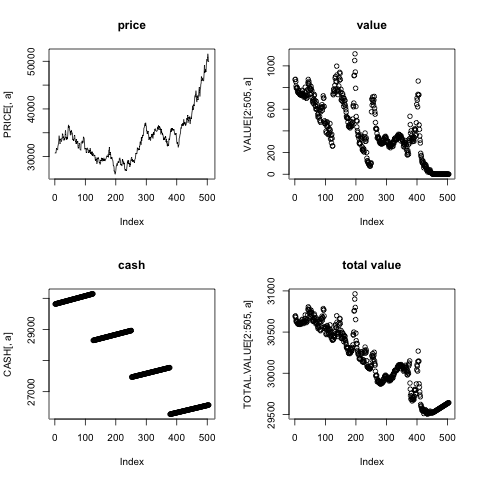 price
PRICE[, a]
30000 40000 50000
0 100 200 300 400 500
Index
value
VALUE[2:505, a]
0 200 600 1000
0 100 200 300 400 500
Index
cash
CASH[, a]
27000 29000
0 100 200 300 400 500
Index
total value
TOTAL.VALUE[2:505, a]
29500 30000 30500 31000
0 100 200 300 400 500
Index